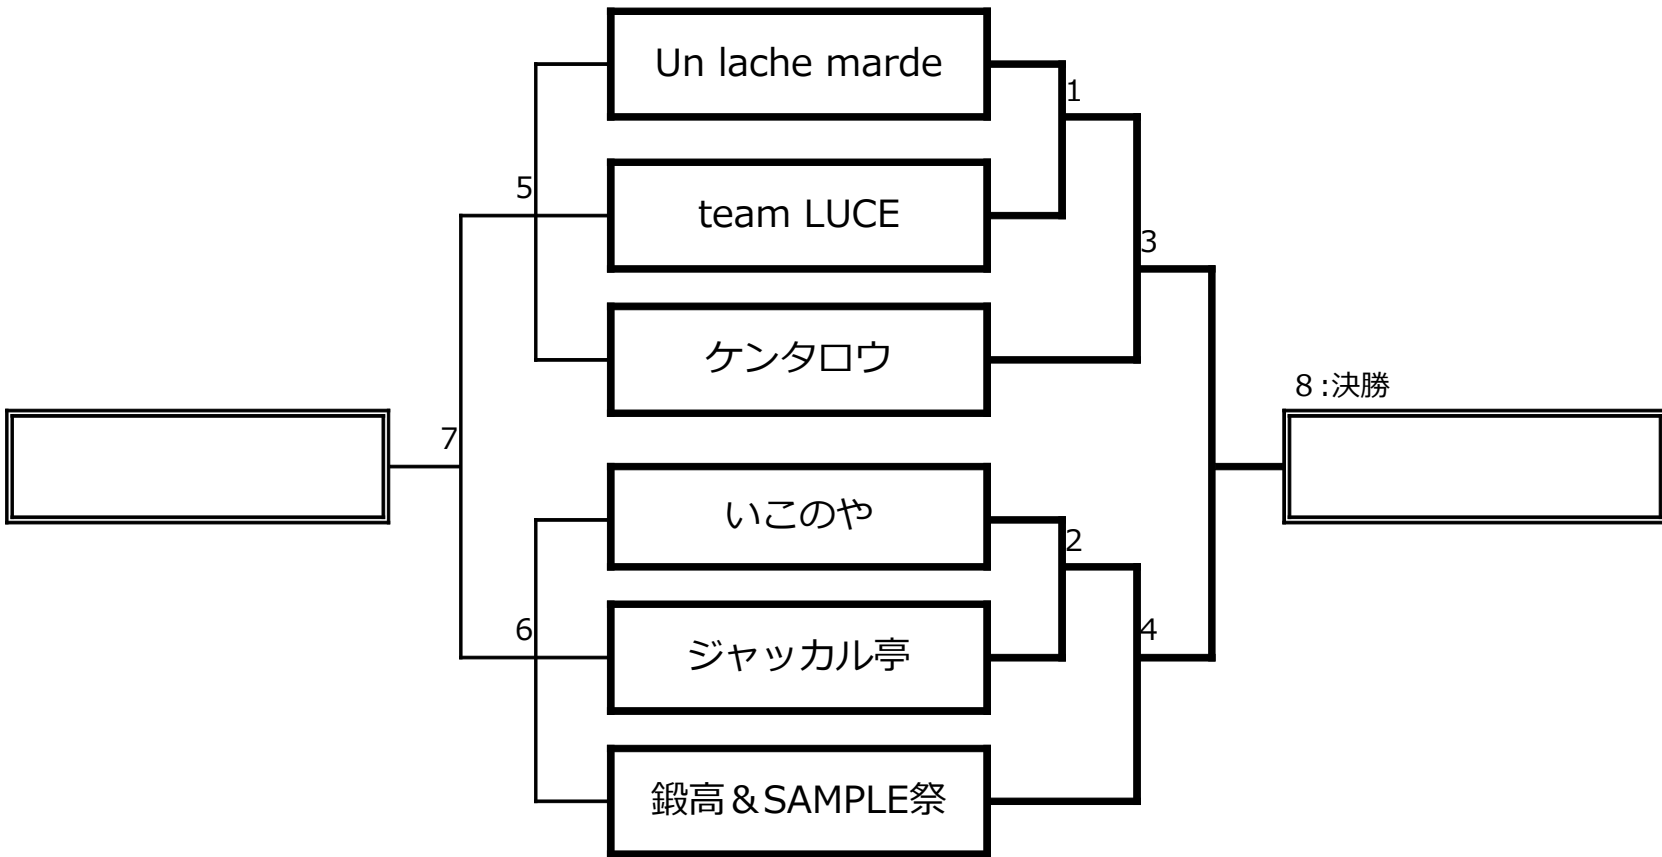 Un lache marde
1
5
team LUCE
3
ケンタロウ
8:決勝
7
いこのや
2
6
ジャッカル亭
4
鍛高＆SAMPLE祭